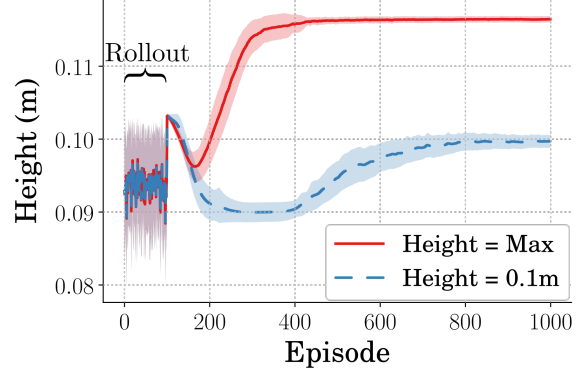 Rollout
Height (m)
0.11
0.10
0.09
0.08
Height = Max
Height = 0.1m
0
200
400
600
800
1000
Episode